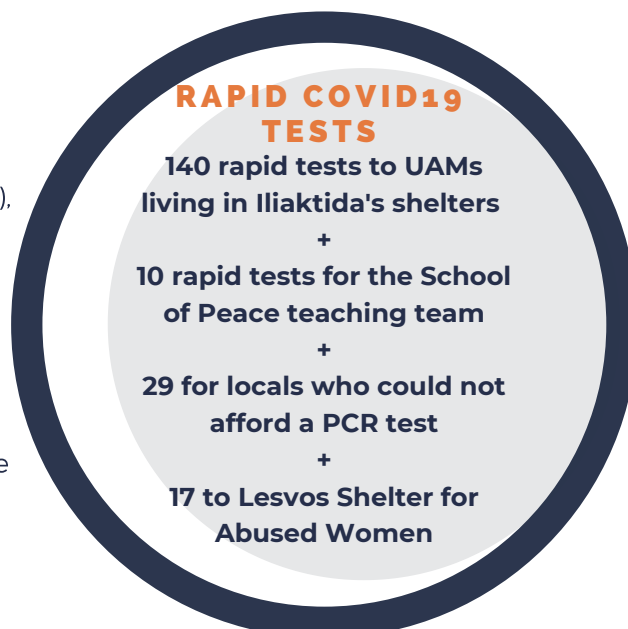 RAPID COVID19
TESTS
140 rapid tests to UAMs
living in Iliaktida's shelters
+
10 rapid tests for the School
of Peace teaching team
+
29 for locals who could not
afford a PCR test
+
17 to Lesvos Shelter for
Abused Women
),
e